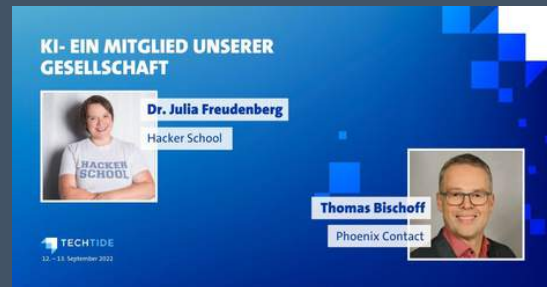 KI- EIN MITGLIED UNSERER
GESELLSCHAFT
Dr. Julia Freudenberg
Hacker School
HACKER
SCHOOL
Thomas Bischoff
Phoenix Contact
TECHTIDE
12. – 13. September 2022